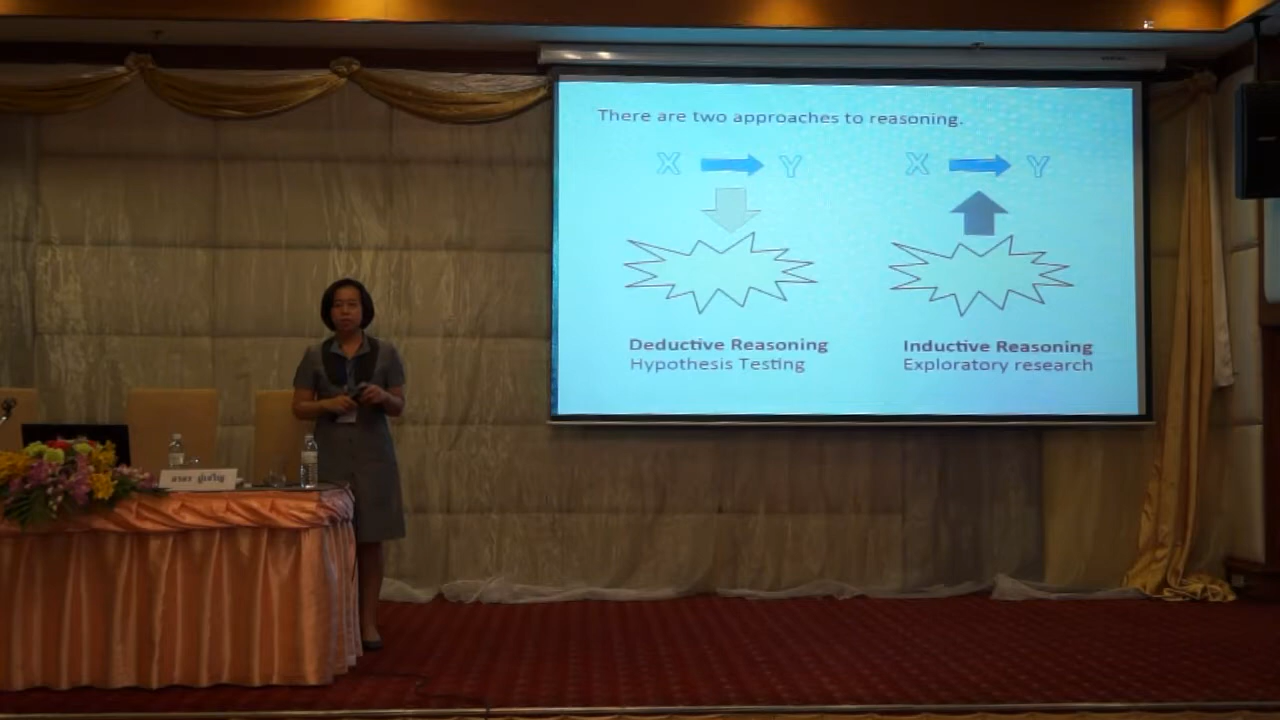 There are two approaches to reasoning.
X Y
X Y
Deductive Reasoning
Hypothesis Testing
Inductive Reasoning
Exploratory research